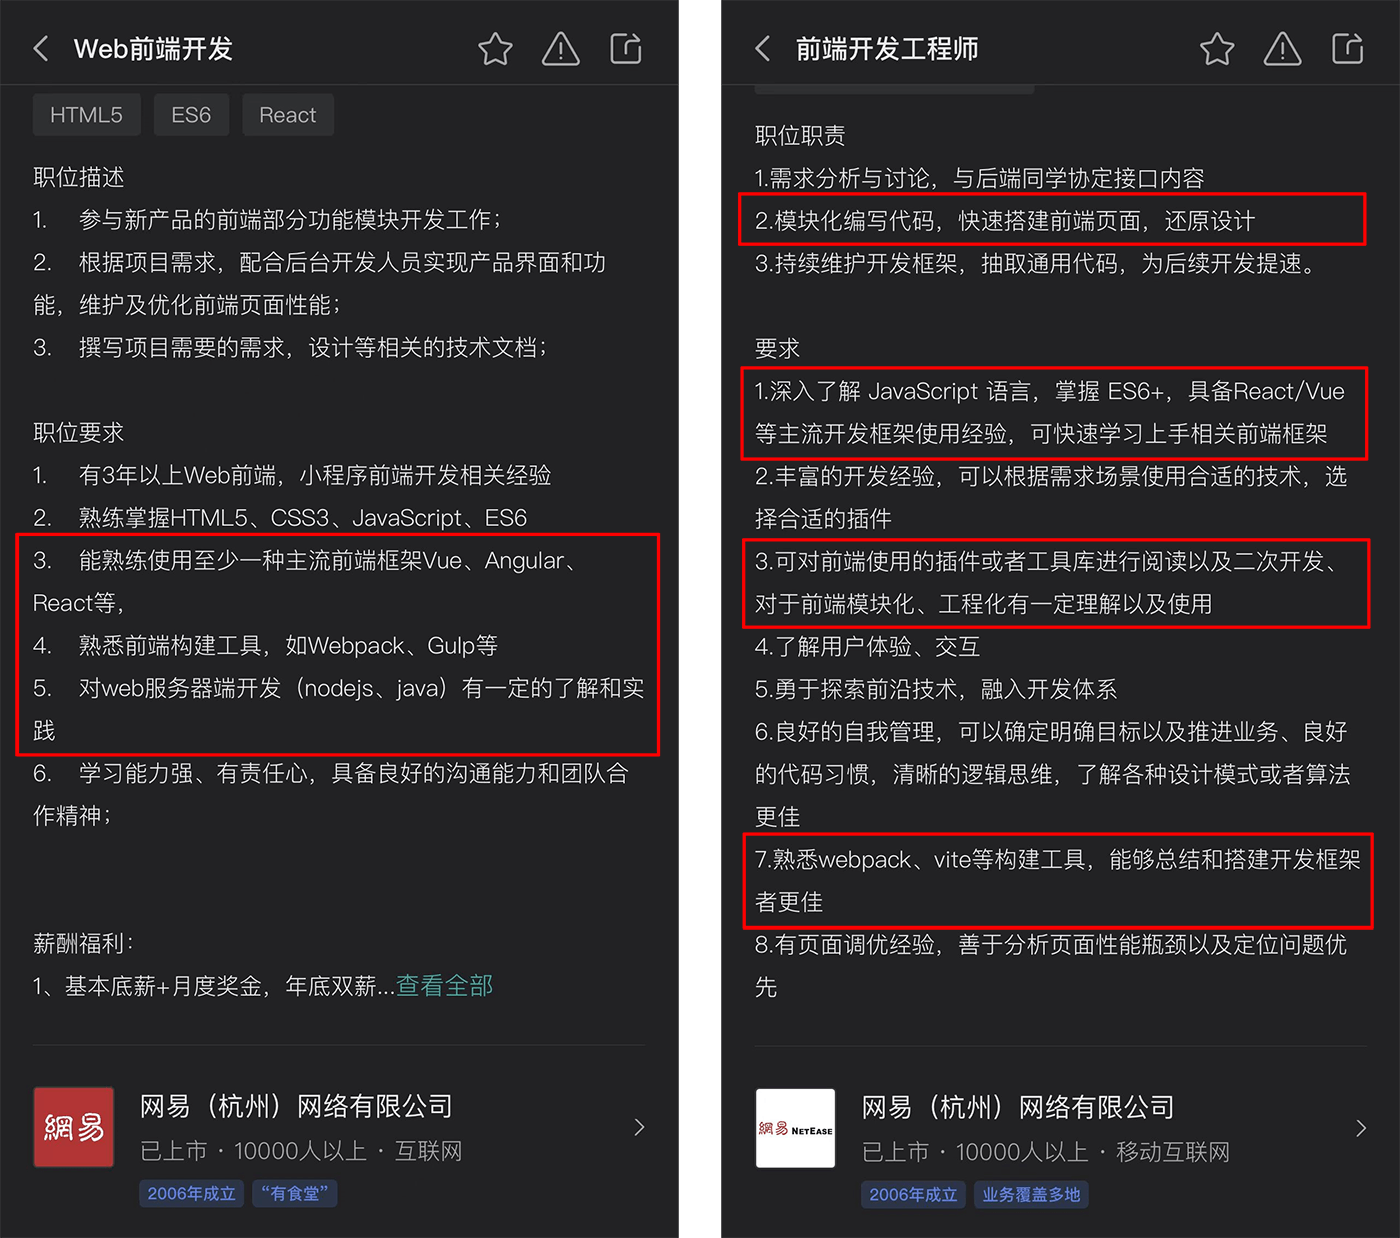 Web前端开发
HTML5 ES6 React
职位描述
1. 参与新产品的前端部分功能模块开发工作；
2. 根据项目需求，配合后台开发人员实现产品界面和功
能，维护及优化前端页面性能；
3. 撰写项目需要的需求，设计等相关的技术文档；
职位要求
1. 有3年以上Web前端，小程序前端开发相关经验
2. 熟练掌握HTML5、CSS3、JavaScript、ES6
3. 能熟练使用至少一种主流前端框架Vue、Angular、
React等，
4. 熟悉前端构建工具，如Webpack、Gulp等
5. 对web服务器端开发（nodejs、java）有一定的了解和实
践
6. 学习能力强、有责任心，具备良好的沟通能力和团队合
作精神；
薪酬福利：
1、基本底薪+月度奖金，年底双薪...查看全部
網易
网易（杭州）网络有限公司
已上市 · 10000人以上 · 互联网
2006年成立 “有食堂”
前端开发工程师
职位职责
1.需求分析与讨论，与后端同学协定接口内容
2.模块化编写代码，快速搭建前端页面，还原设计
3.持续维护开发框架，抽取通用代码，为后续开发提速。
要求
1.深入了解 JavaScript 语言，掌握 ES6+，具备React/Vue
等主流开发框架使用经验，可快速学习上手相关前端框架
2.丰富的开发经验，可以根据需求场景使用合适的技术，选
择合适的插件
3.可对前端使用的插件或者工具库进行阅读以及二次开发、
对于前端模块化、工程化有一定理解以及使用
4.了解用户体验、交互
5.勇于探索前沿技术，融入开发体系
6.良好的自我管理，可以确定明确目标以及推进业务、良好
的代码习惯，清晰的逻辑思维，了解各种设计模式或者算法
更佳
7.熟悉webpack、vite等构建工具，能够总结和搭建开发框架
者更佳
8.有页面调优经验，善于分析页面性能瓶颈以及定位问题优
先
網易 NETEASE
网易（杭州）网络有限公司
已上市 · 10000人以上 · 移动互联网
2006年成立 业务覆盖多地